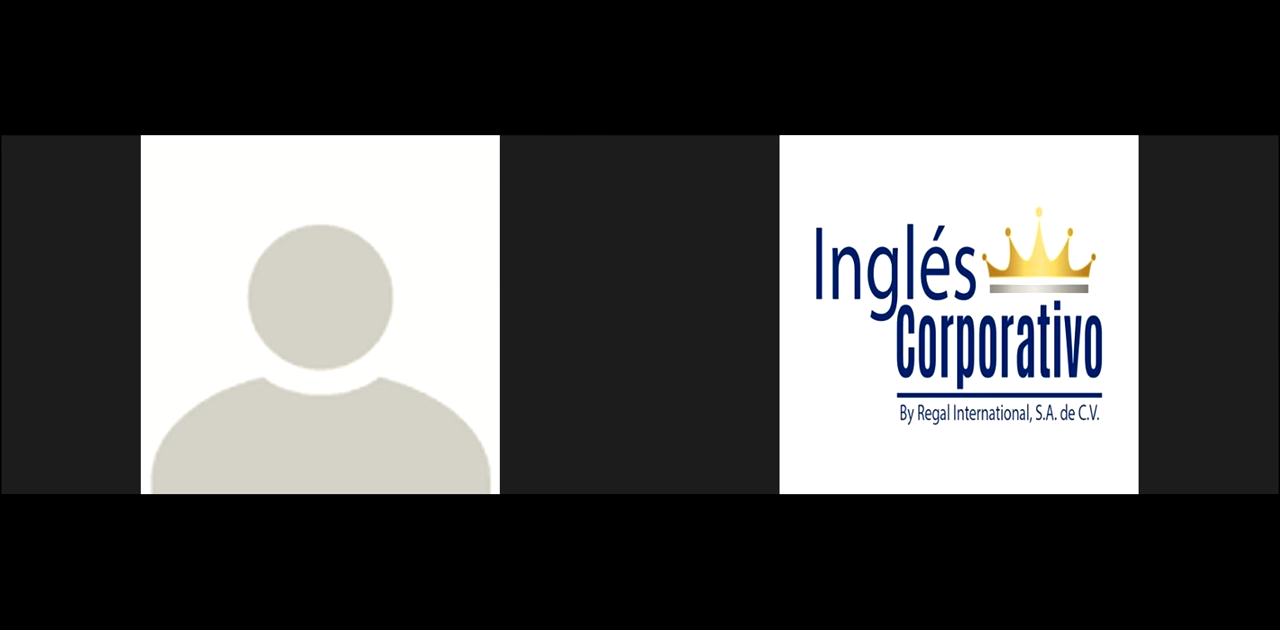 Inglés
Corporativo
By Regal International, S.A. de C.V.